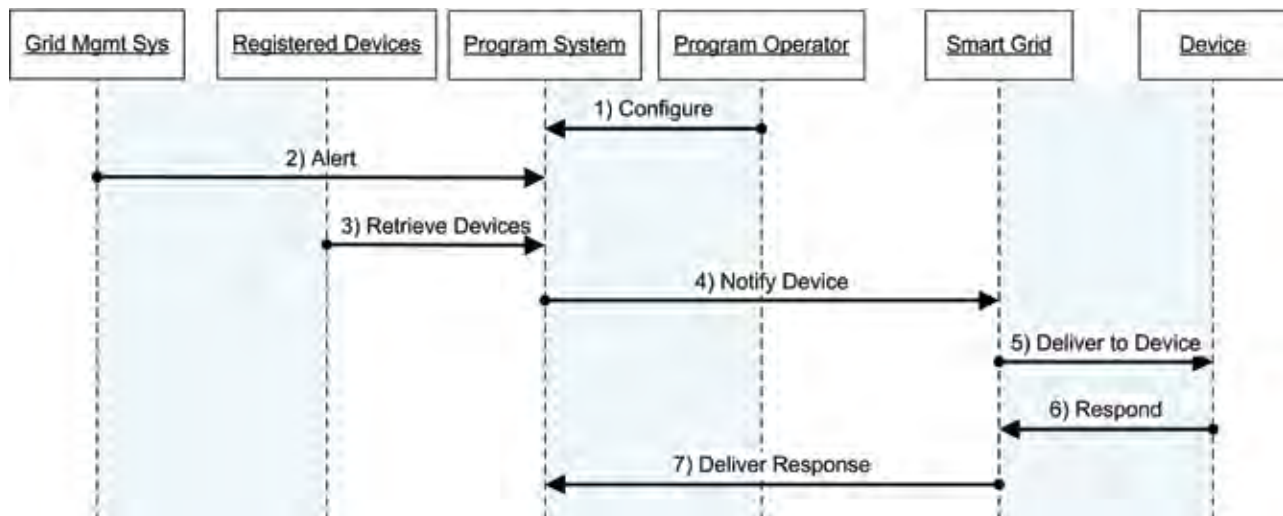 Grid Mgmt Sys
Registered Devices
Program System
Program Operator
Smart Grid
Device
1) Configure
2) Alert
3) Retrieve Devices
4) Notify Device
5) Deliver to Device
6) Respond
7) Deliver Response